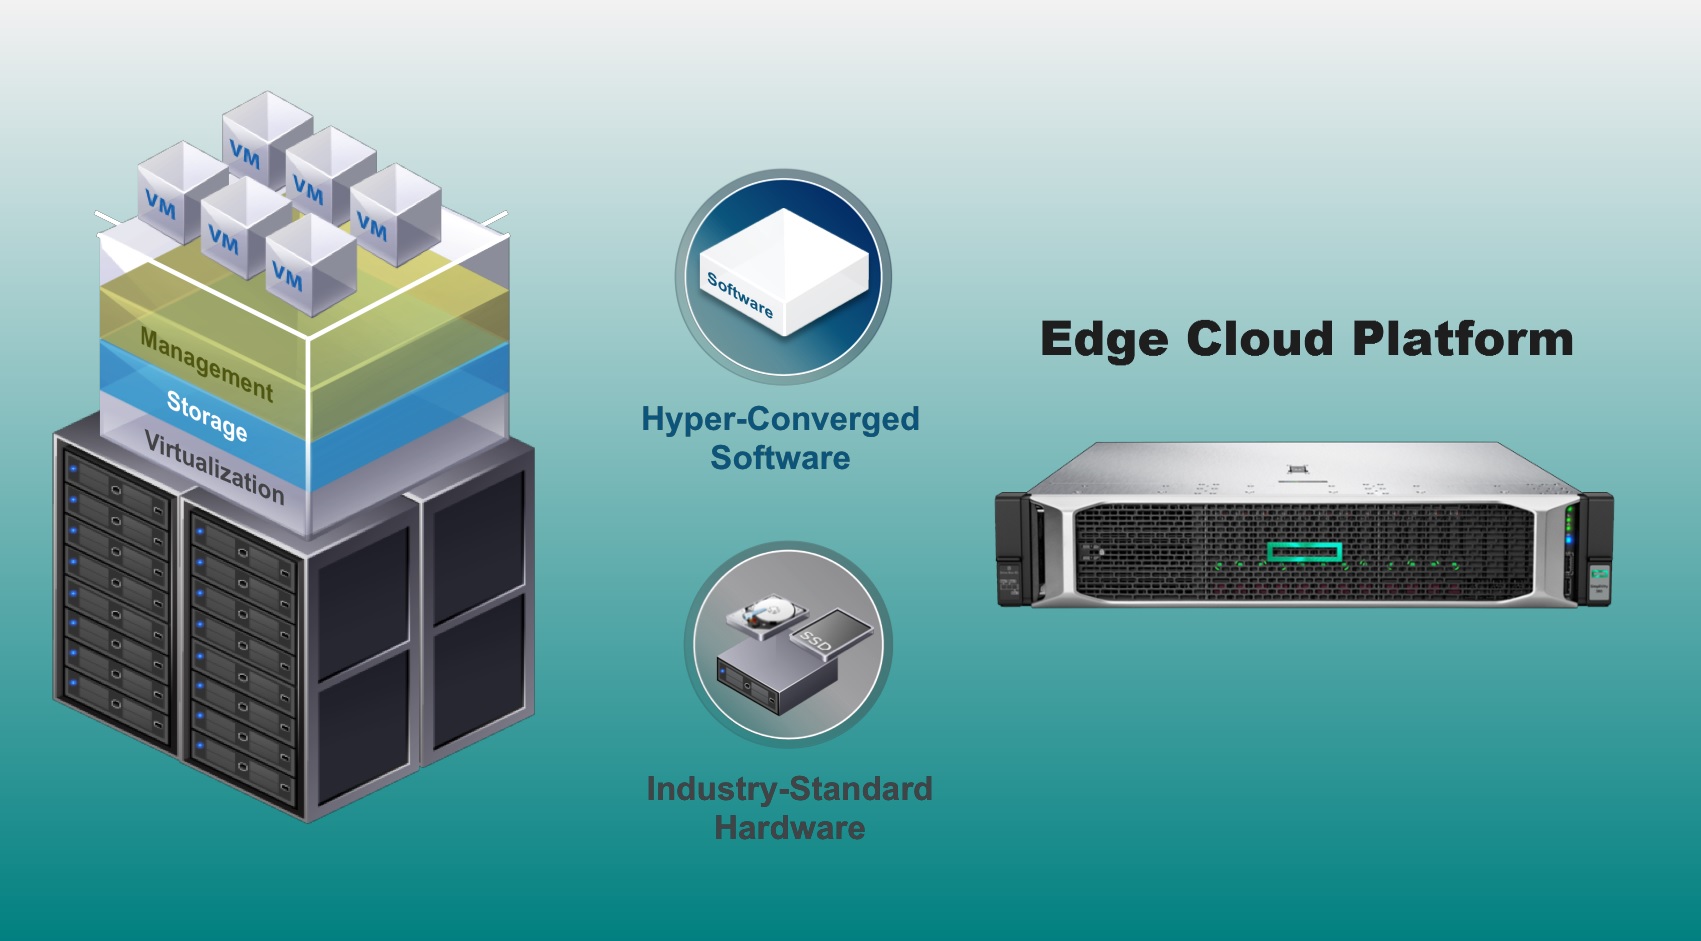 VM
VM
VM
VM
VM
VM
Management
Storage
Virtualization
Software
Hyper-Converged
Software
SSD
Industry-Standard
Hardware
Edge Cloud Platform